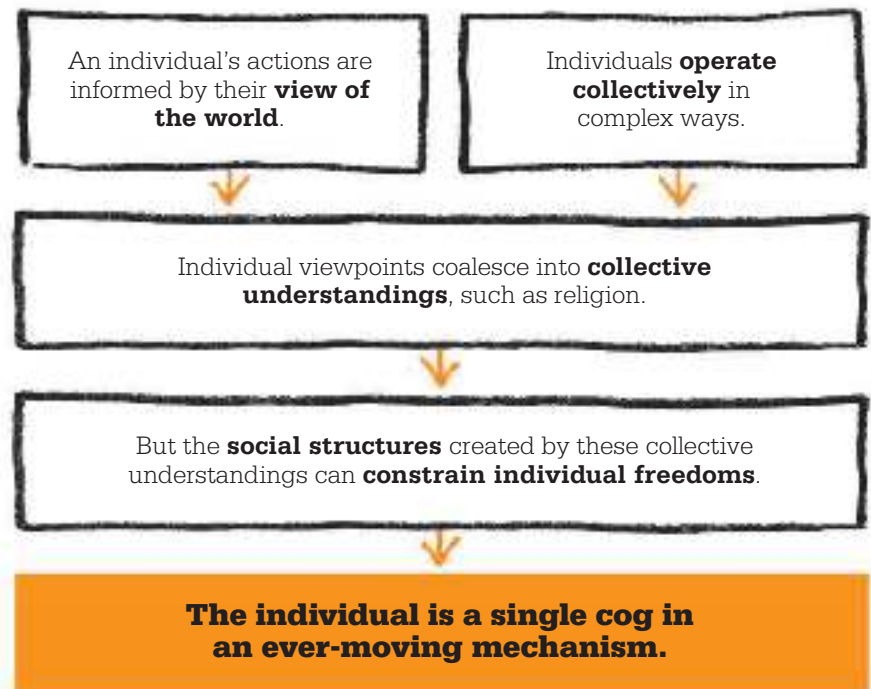 An individual’s actions are
informed by their view of
the world.
Individuals operate
collectively in
complex ways.
Individual viewpoints coalesce into collective
understandings, such as religion.
But the social structures created by these collective
understandings can constrain individual freedoms.
The individual is a single cog in
an ever-moving mechanism.